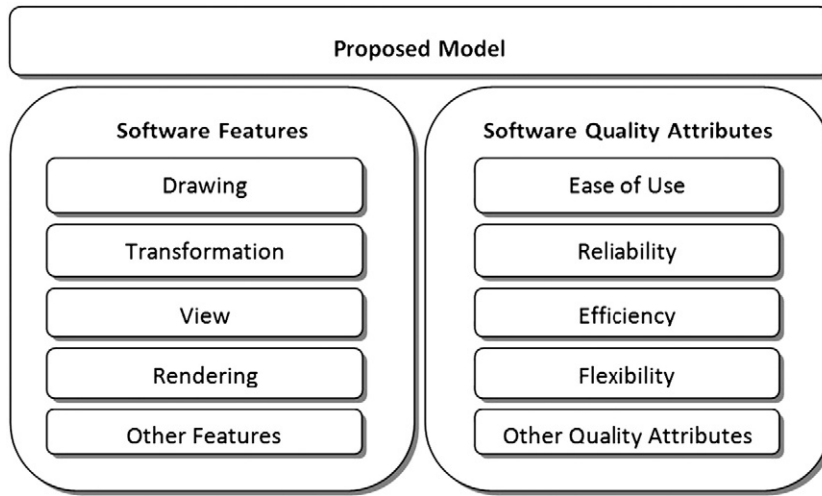 Proposed Model
Software Features
Drawing
Transformation
View
Rendering
Other Features
Software Quality Attributes
Ease of Use
Reliability
Efficiency
Flexibility
Other Quality Attributes